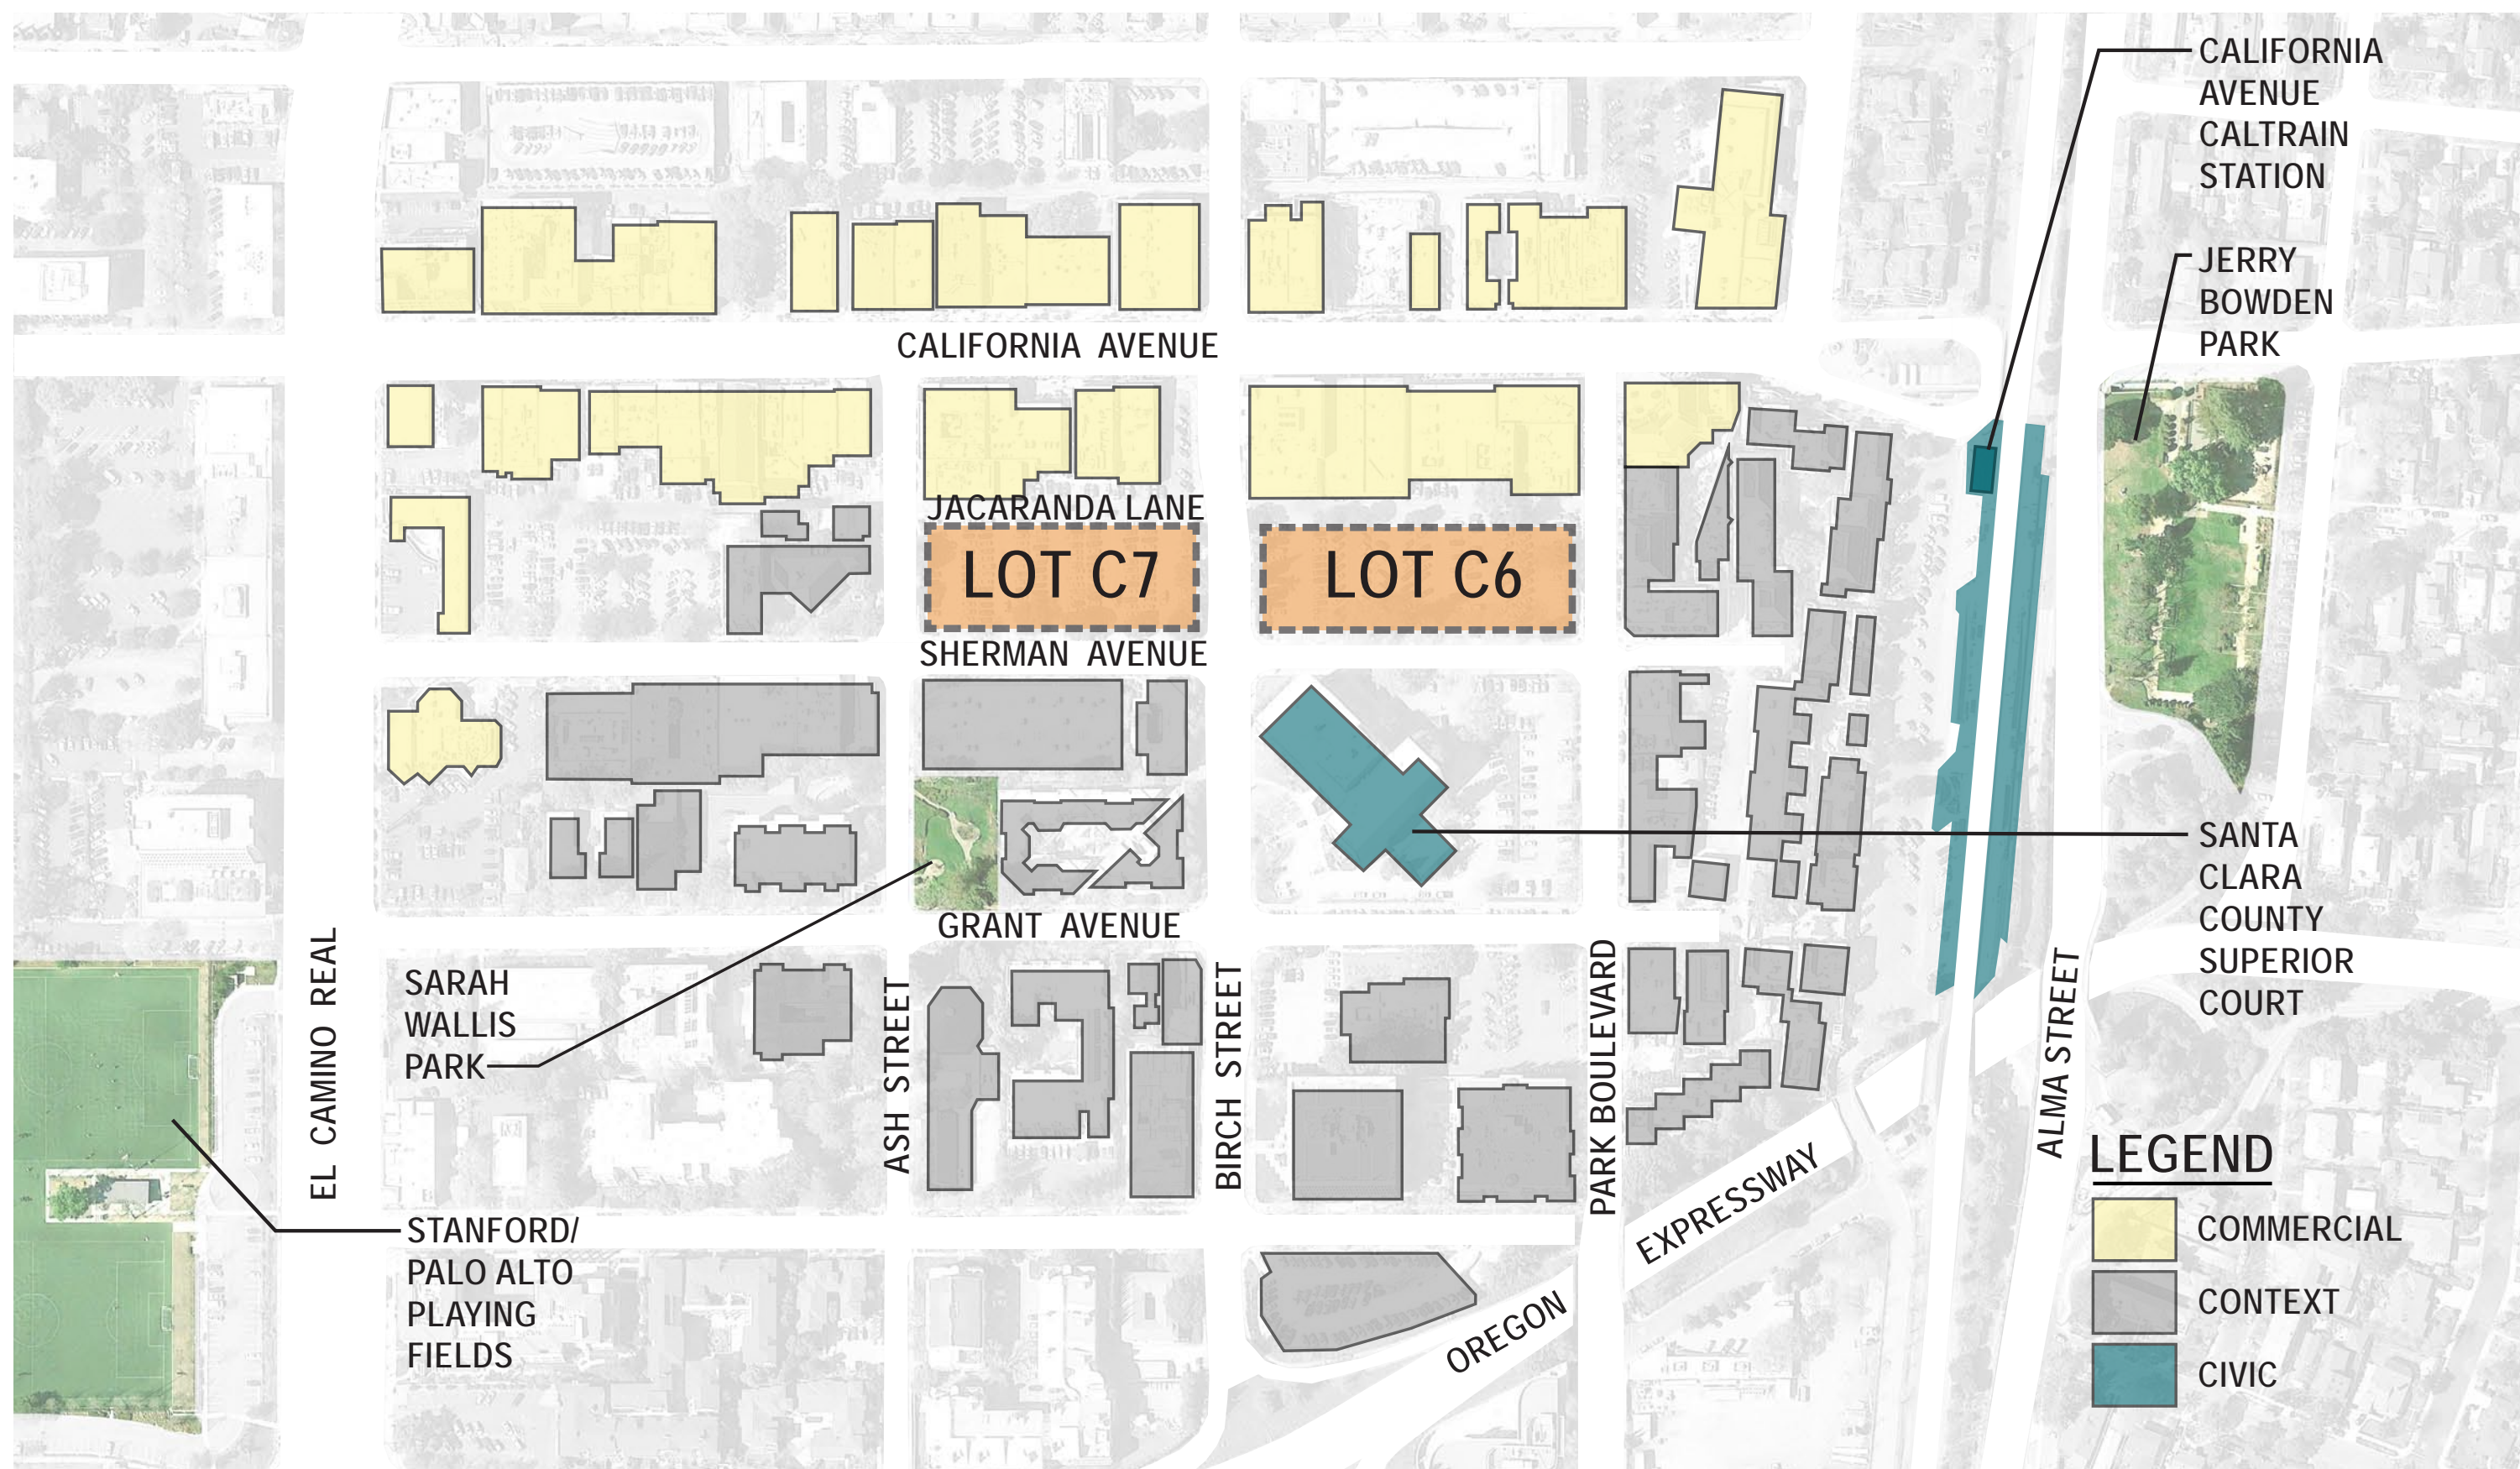 CALIFORNIA
AVENUE
CALTRAIN
STATION
JERRY
BOWDEN
PARK
CALIFORNIA AVENUE
JACARANDA LANE
LOT C7
LOT C6
SHERMAN AVENUE
SANTA
CLARA
COUNTY
SUPERIOR
COURT
GRANT AVENUE
SARAH
WALLIS
PARK
EL CAMINO REAL
ASH STREET
BIRCH STREET
PARK BOULEVARD
ALMA STREET
OREGON
EXPRESSWAY
STANFORD/
PALO ALTO
PLAYING
FIELDS
LEGEND
COMMERCIAL
CONTEXT
CIVIC